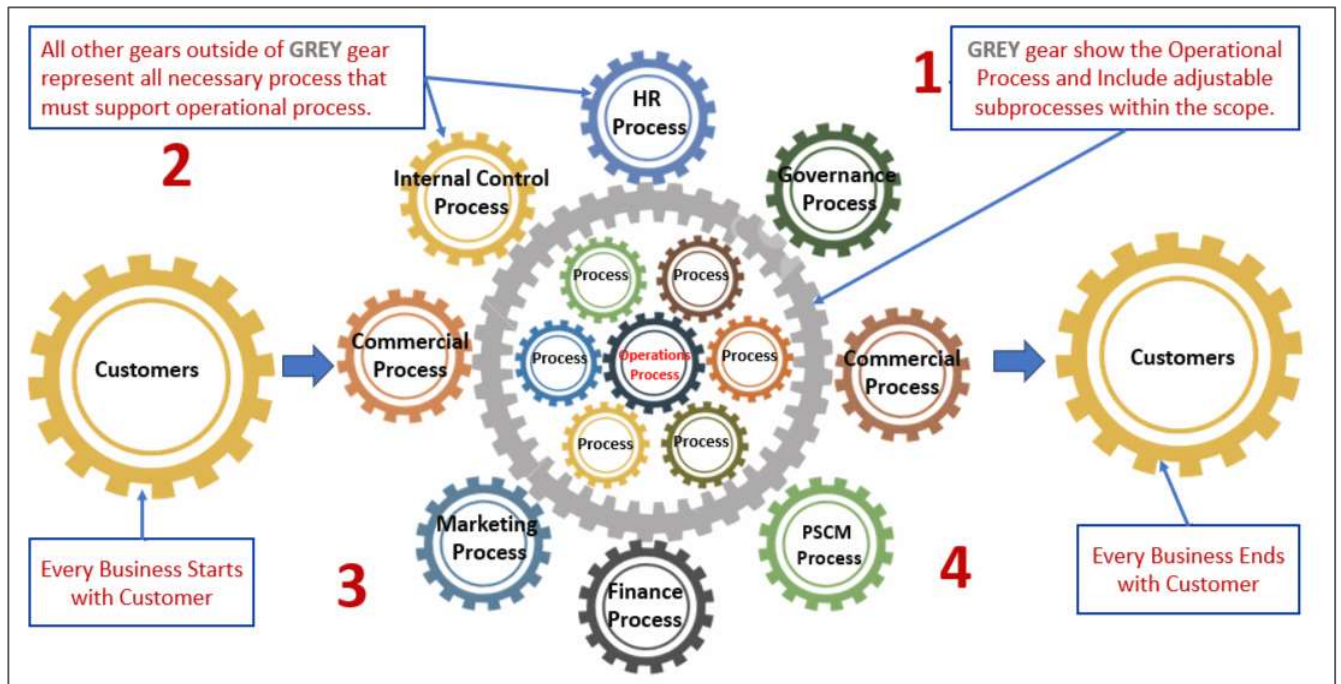 All other gears outside of GREY gear
represent all necessary process that
must support operational process.
2
1
GREY gear show the Operational
Process and Include adjustable
subprocesses within the scope.
HR
Process
Internal Control
Process
Governance
Process
Customers
Commercial
Process
Process
Process
Process
Operations
Process
Process
Process
Process
Commercial
Process
Customers
Marketing
Process
Finance
Process
PSCM
Process
Every Business Starts
with Customer
3
4
Every Business Ends
with Customer